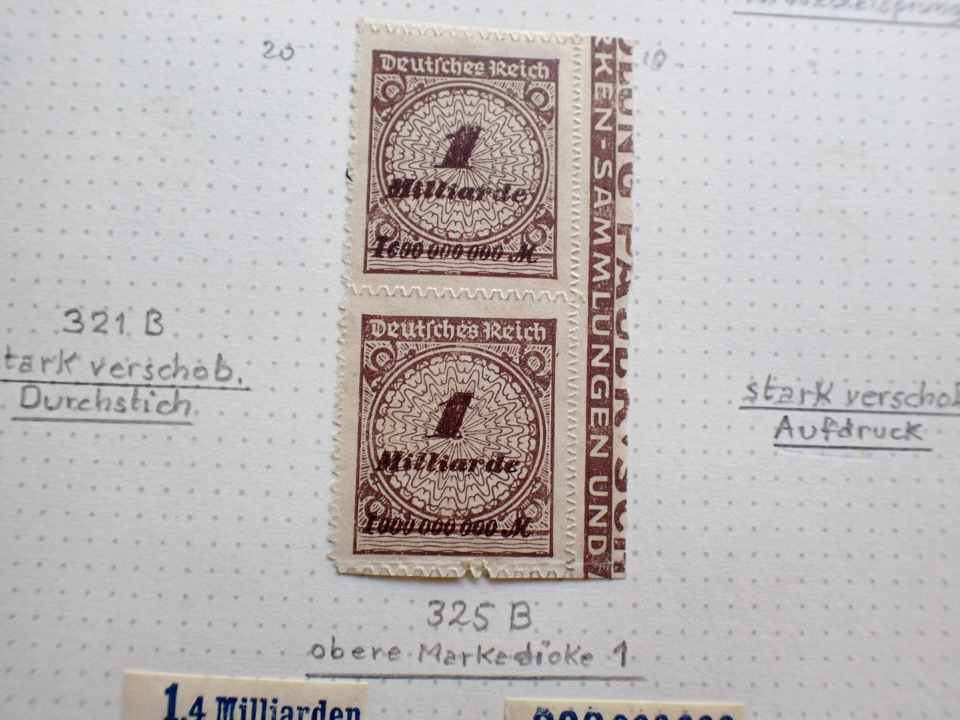 20
19
Deutsches Reich
1
Milliarde
1000 000 000 M
Deutsches Reich
1
Milliarde
1000 000 000 M
KEN-SAMMLUNGEN UND
321 B
stark verschob.
Durchstich
stark verschob
Aufdruck
325 B
obere Markedicke 1
1,4 Milliarden